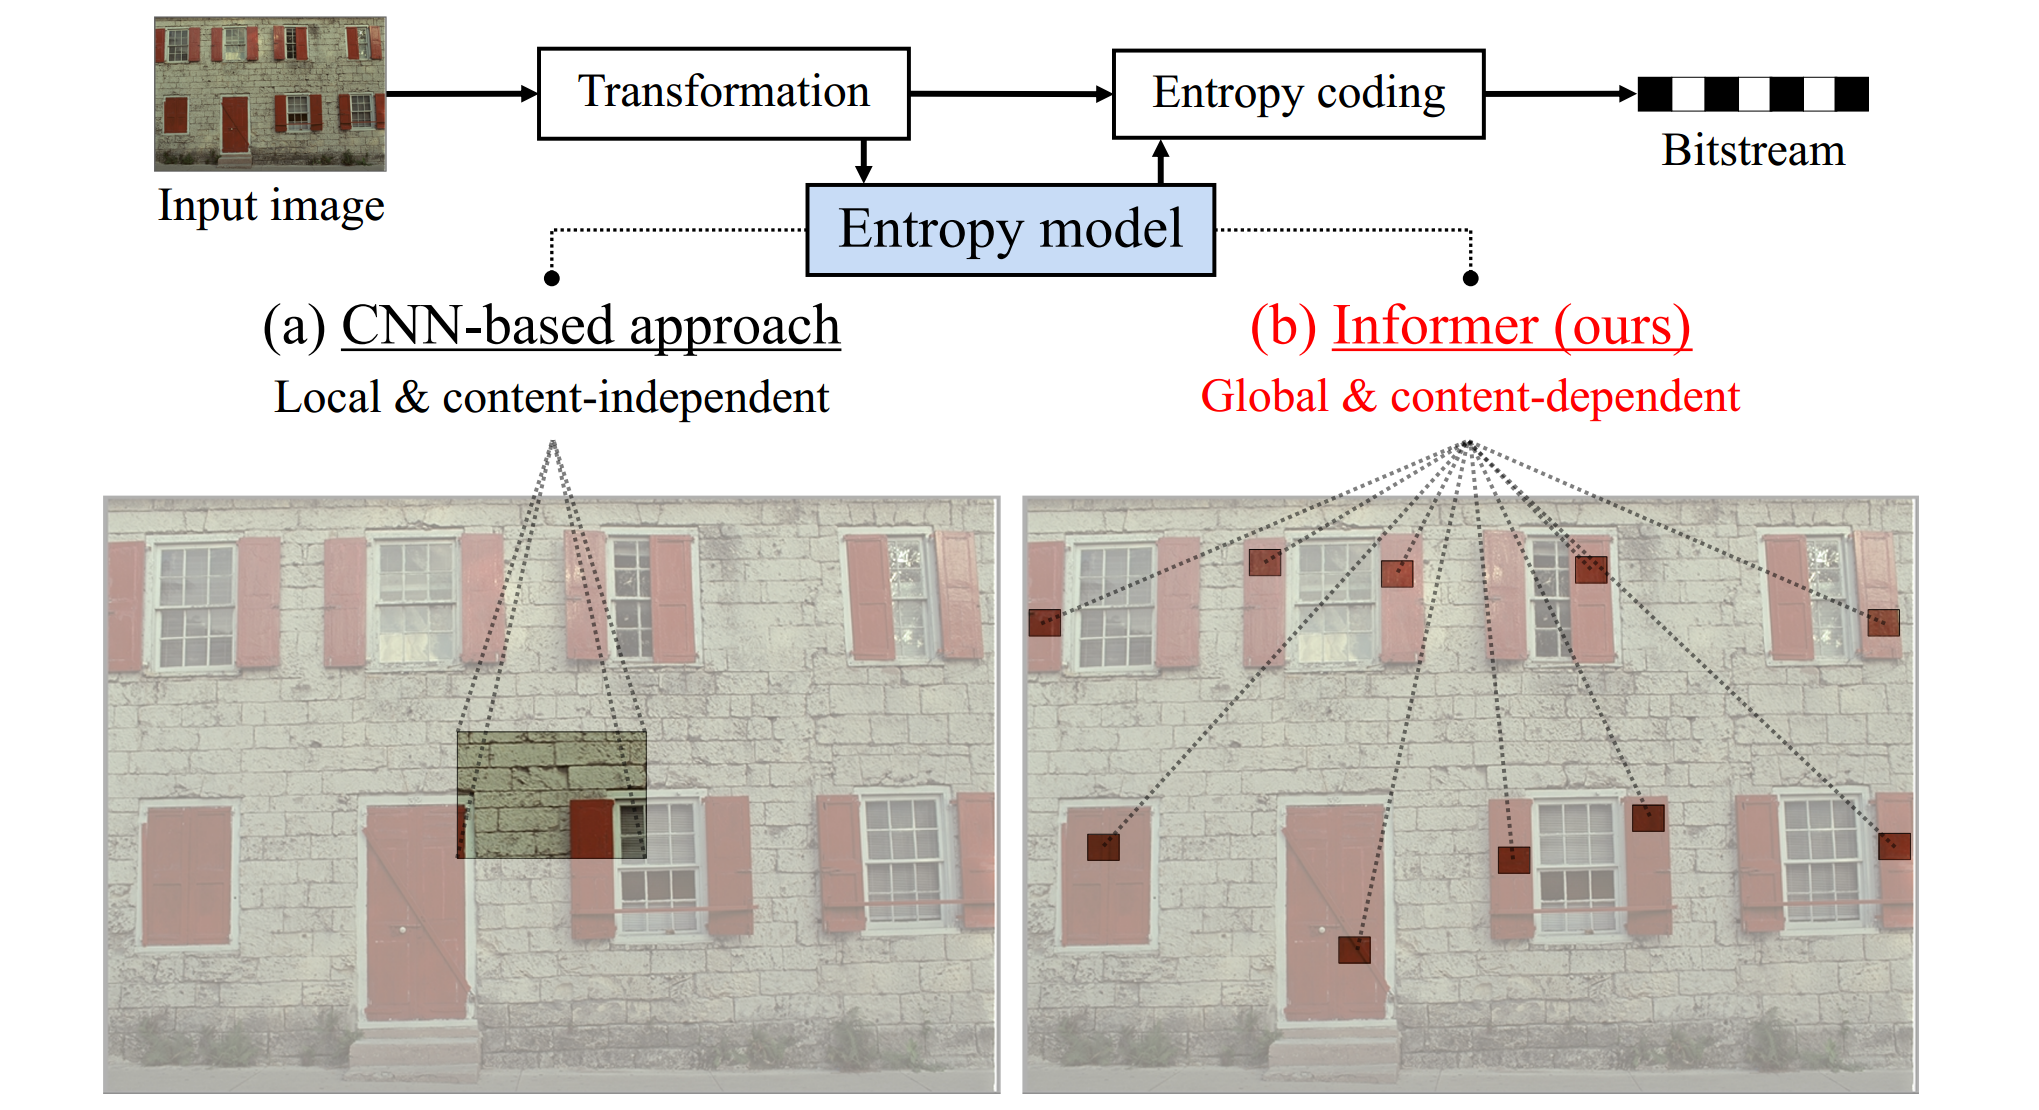 Transformation
Entropy coding
Bitstream
Input image
Entropy model
(a) CNN-based approach
Local & content-independent
(b) Informer (ours)
Global & content-dependent